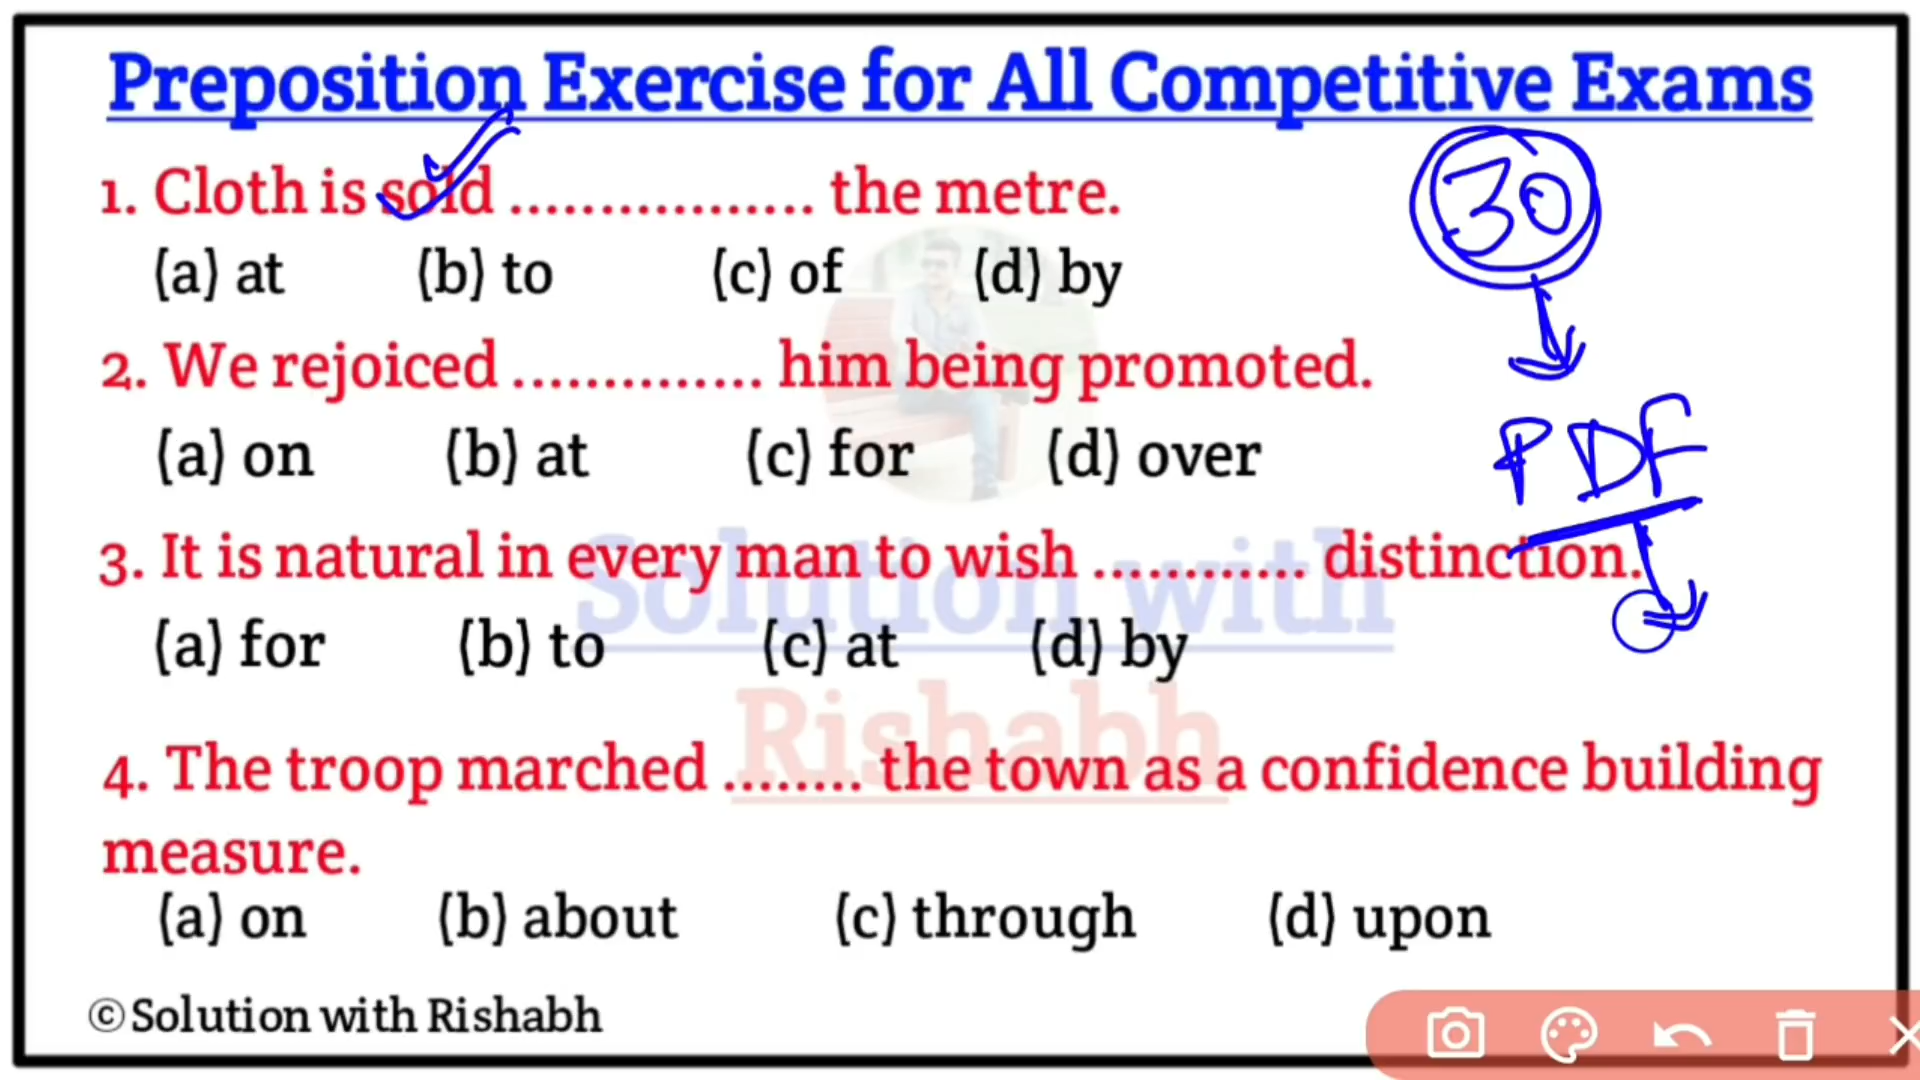 Preposition Exercise for All Competitive Exams
1. Cloth is sold ................. the metre.
(a) at (b) to (c) of (d) by
30
2. We rejoiced .............. him being promoted.
(a) on (b) at (c) for (d) over
PDF
3. It is natural in every man to wish ............ distinction.
(a) for (b) to (c) at (d) by
Solution with
Rishabh
4. The troop marched ........ the town as a confidence building
measure.
(a) on (b) about (c) through (d) upon
© Solution with Rishabh